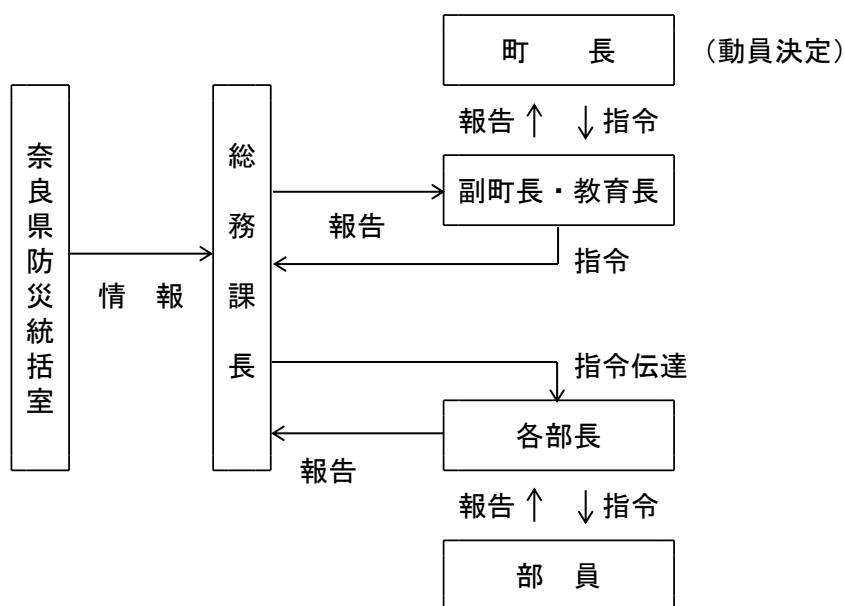 町 長
（動員決定）
報告
指令
奈良県防災統括室
総務課長
副町長・教育長
報告
指令
情 報
指令伝達
各部長
報告
報告
指令
部 員